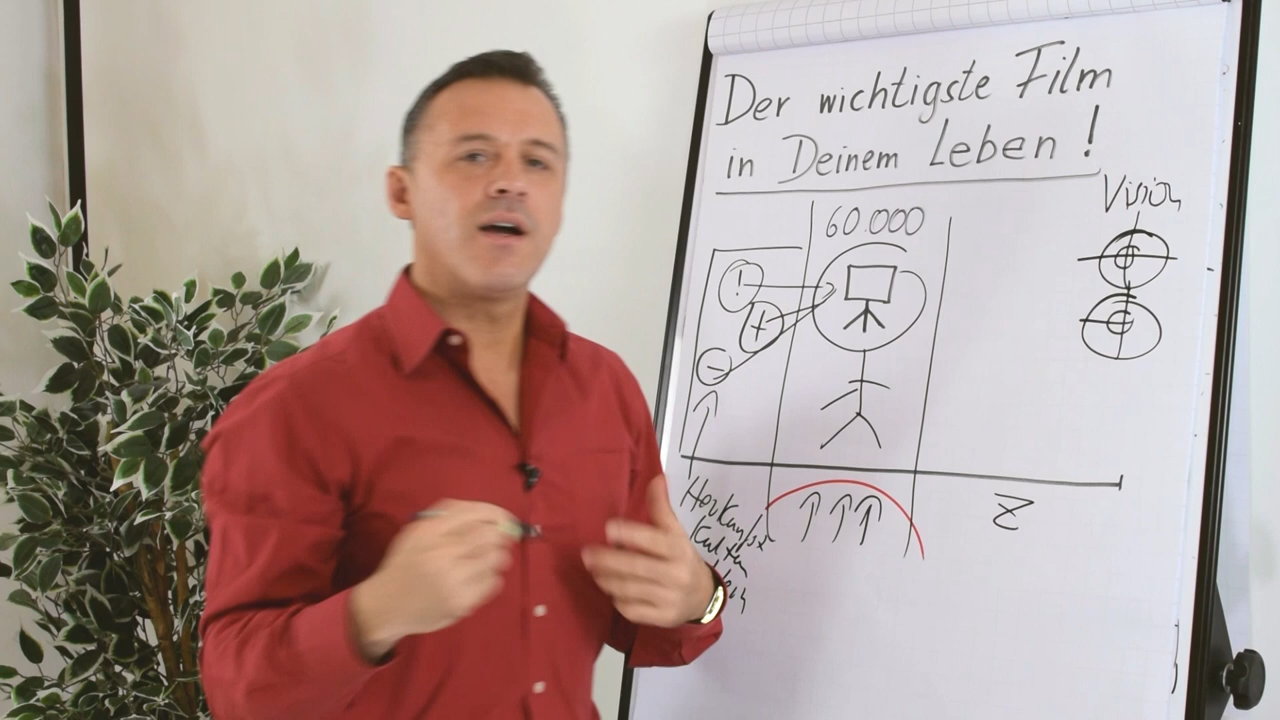 Der wichtigste Film
in Deinem Leben !
Vision
60.000
Z